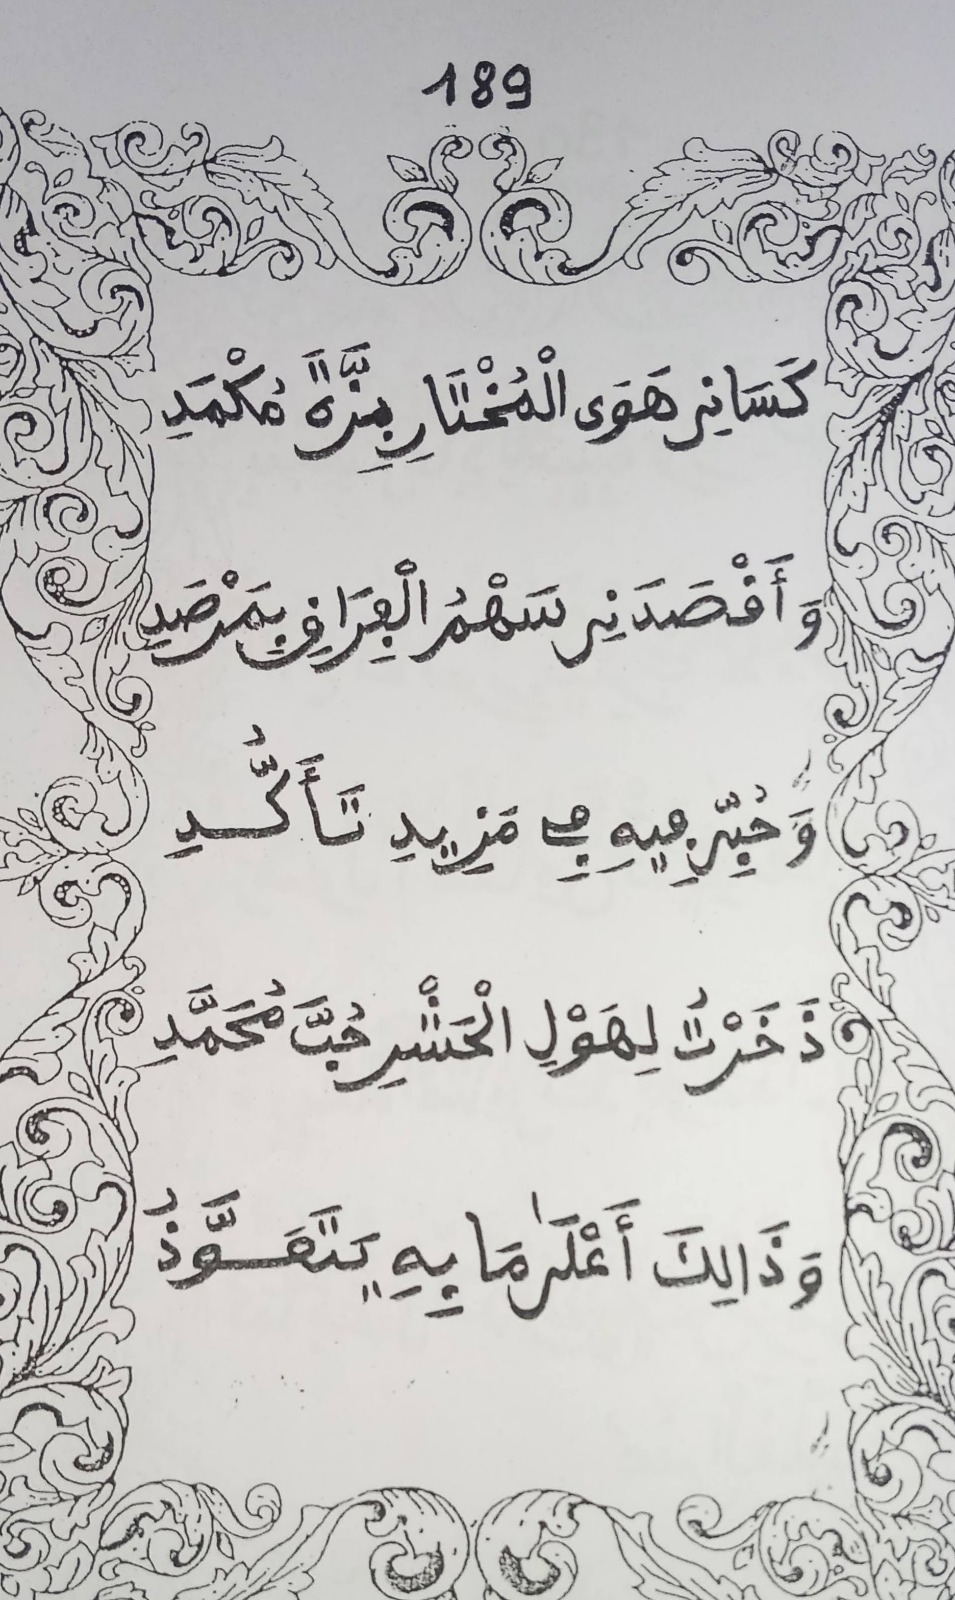 189
كَسَانِي هَوَى الْمُخْتَارِ بِزَّةَ مُكْمَدِ
وَأَقْصَدَنِي سَهْمُ الْفِرَاقِ بِمَرْصَدِ
وَحُبِّيَ فِيهِ فِي مَزِيدِ تَأَكُّدِ
ذَخَرْتُ لِهَوْلِ الْحَشْرِ حُبَّ مُحَمَّدِ
وَذَالِكَ أَعْلَى مَا بِهِ يَتَعَوَّذُ